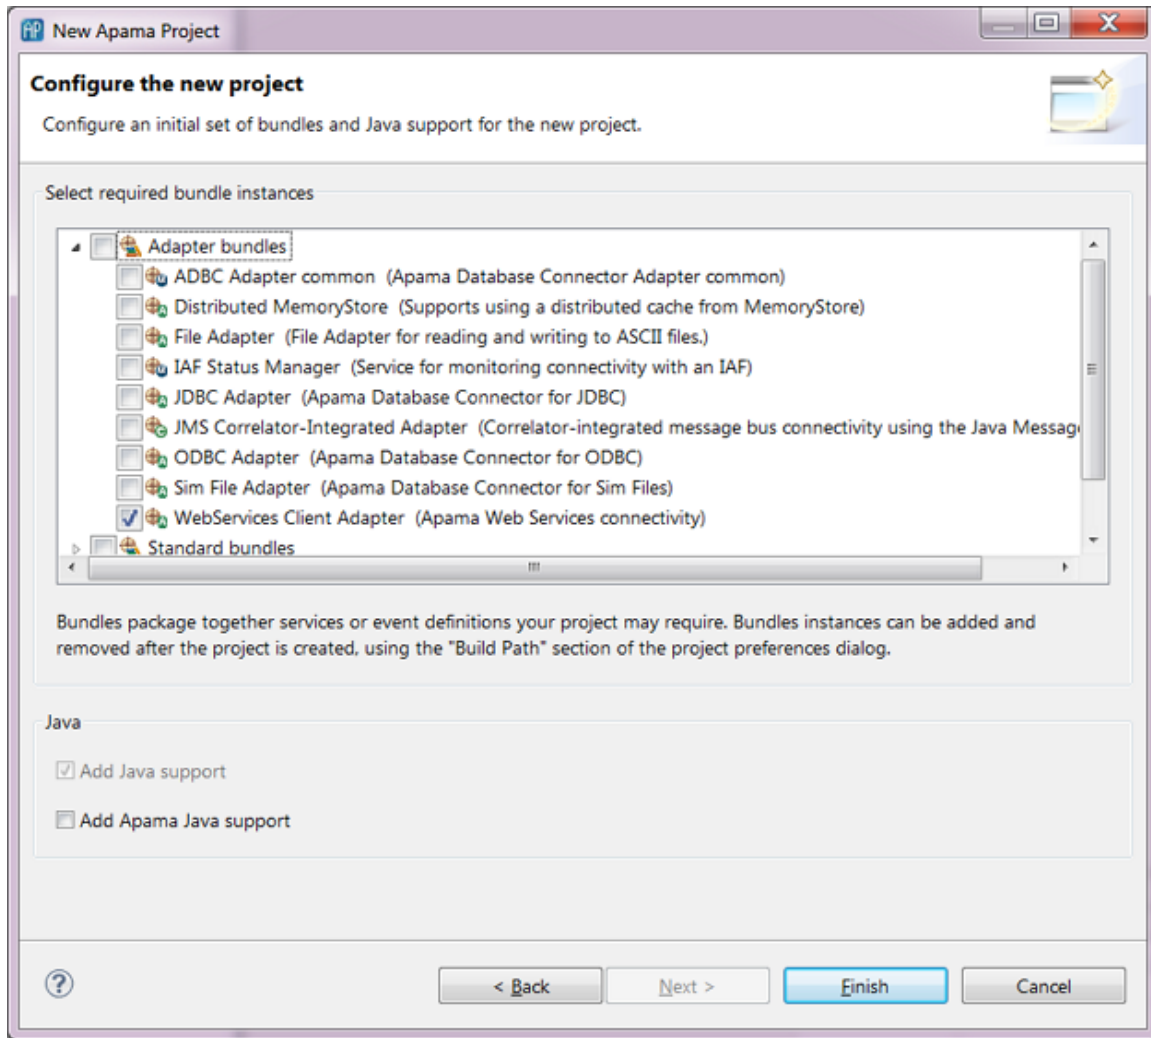 AP New Apama Project
Configure the new project
Configure an initial set of bundles and Java support for the new project.
Select required bundle instances
Adapter bundles
ADBC Adapter common (Apama Database Connector Adapter common)
Distributed MemoryStore (Supports using a distributed cache from MemoryStore)
File Adapter (File Adapter for reading and writing to ASCII files.)
IAF Status Manager (Service for monitoring connectivity with an IAF)
JDBC Adapter (Apama Database Connector for JDBC)
JMS Correlator-Integrated Adapter (Correlator-integrated message bus connectivity using the Java Messag
ODBC Adapter (Apama Database Connector for ODBC)
Sim File Adapter (Apama Database Connector for Sim Files)
WebServices Client Adapter (Apama Web Services connectivity)
Standard bundles
Bundles package together services or event definitions your project may require. Bundles instances can be added and
removed after the project is created, using the "Build Path" section of the project preferences dialog.
Java
Add Java support
Add Apama Java support
? < Back Next > Finish Cancel